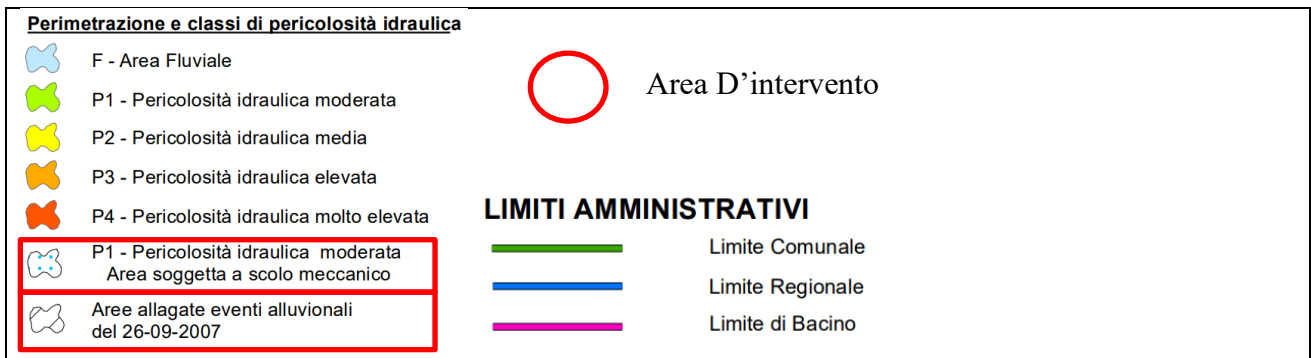 Perimetrazione e classi di pericolosità idraulica
F - Area Fluviale
P1 - Pericolosità idraulica moderata
P2 - Pericolosità idraulica media
P3 - Pericolosità idraulica elevata
P4 - Pericolosità idraulica molto elevata
P1 - Pericolosità idraulica moderata
Area soggetta a scolo meccanico
Aree allagate eventi alluvionali
del 26-09-2007
Area D’intervento
LIMITI AMMINISTRATIVI
Limite Comunale
Limite Regionale
Limite di Bacino